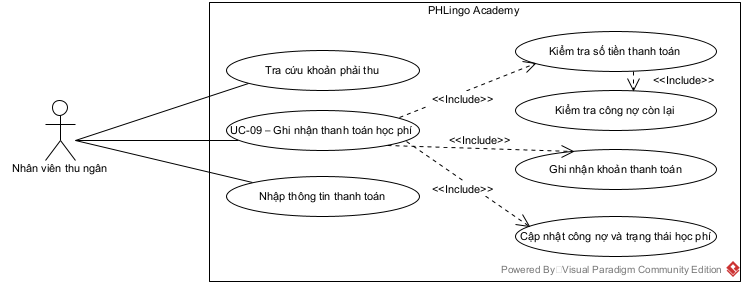 PHLingo Academy
Kiểm tra số tiền thanh toán
Tra cứu khoản phải thu
<<Include>>
<<Include>>
Kiểm tra công nợ còn lại
UC-09 – Ghi nhận thanh toán học phí
<<Include>>
Nhân viên thu ngân
Ghi nhận khoản thanh toán
<<Include>>
Nhập thông tin thanh toán
Cập nhật công nợ và trạng thái học phí
Powered By Visual Paradigm Community Edition